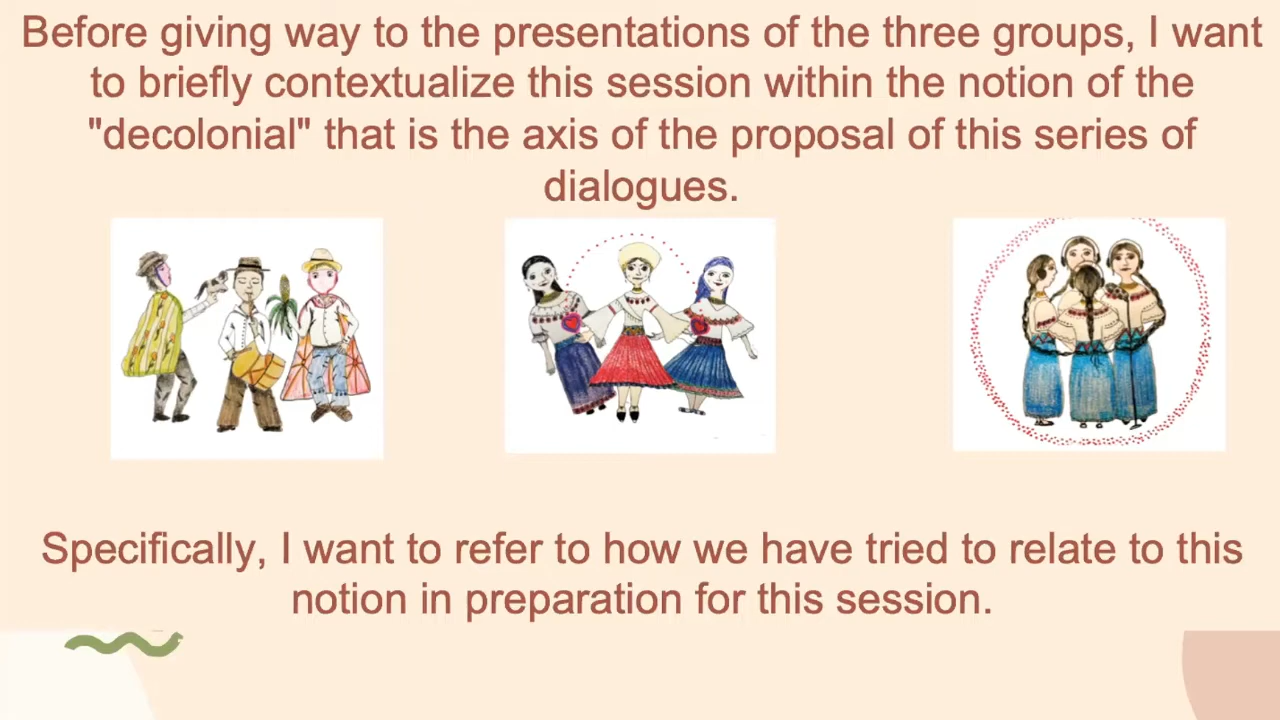 Before giving way to the presentations of the three groups, I want
to briefly contextualize this session within the notion of the
"decolonial" that is the axis of the proposal of this series of
dialogues.
Specifically, I want to refer to how we have tried to relate to this
notion in preparation for this session.